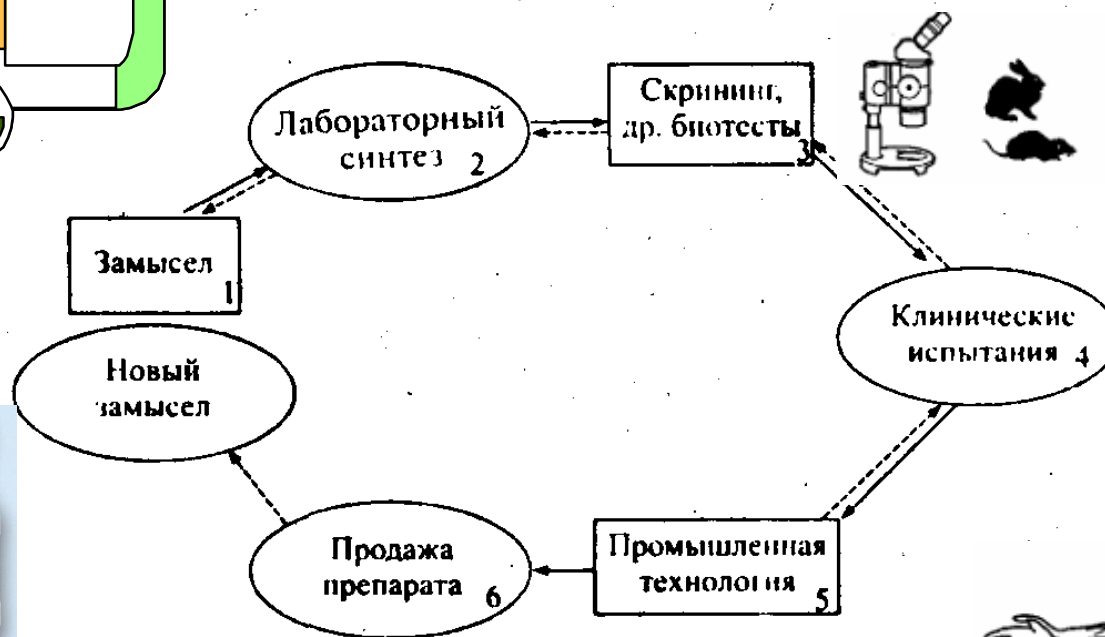 Лабораторный
синтез 2
Скрининг,
др. биотесты
3
Замысел
1
Клинические
испытания 4
Новый
замысел
Продажа
препарата 6
Промышленная
технология 5